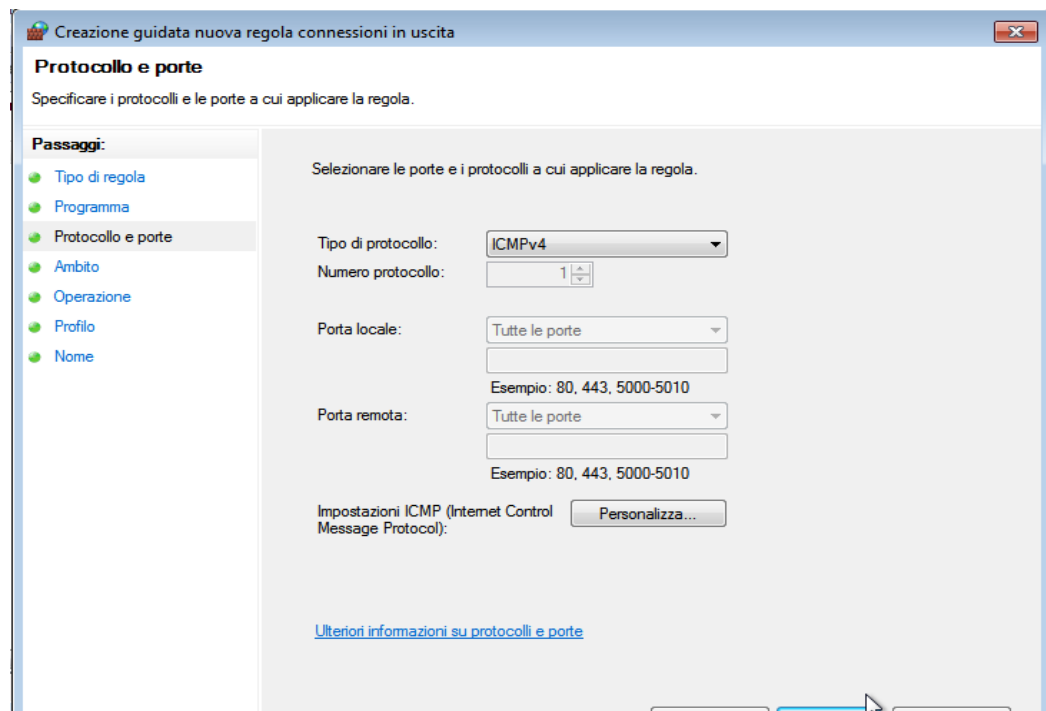 Creazione guidata nuova regola connessioni in uscita
Protocollo e porte
Specificare i protocolli e le porte a cui applicare la regola.
Passaggi:
Tipo di regola
Programma
Protocollo e porte
Ambito
Operazione
Profilo
Nome
Selezionare le porte e i protocolli a cui applicare la regola.
Tipo di protocollo: ICMPv4
Numero protocollo: 1
Porta locale: Tutte le porte
Esempio: 80, 443, 5000-5010
Porta remota: Tutte le porte
Esempio: 80, 443, 5000-5010
Impostazioni ICMP (Internet Control
Message Protocol): Personalizza...
Ulteriori informazioni su protocolli e porte